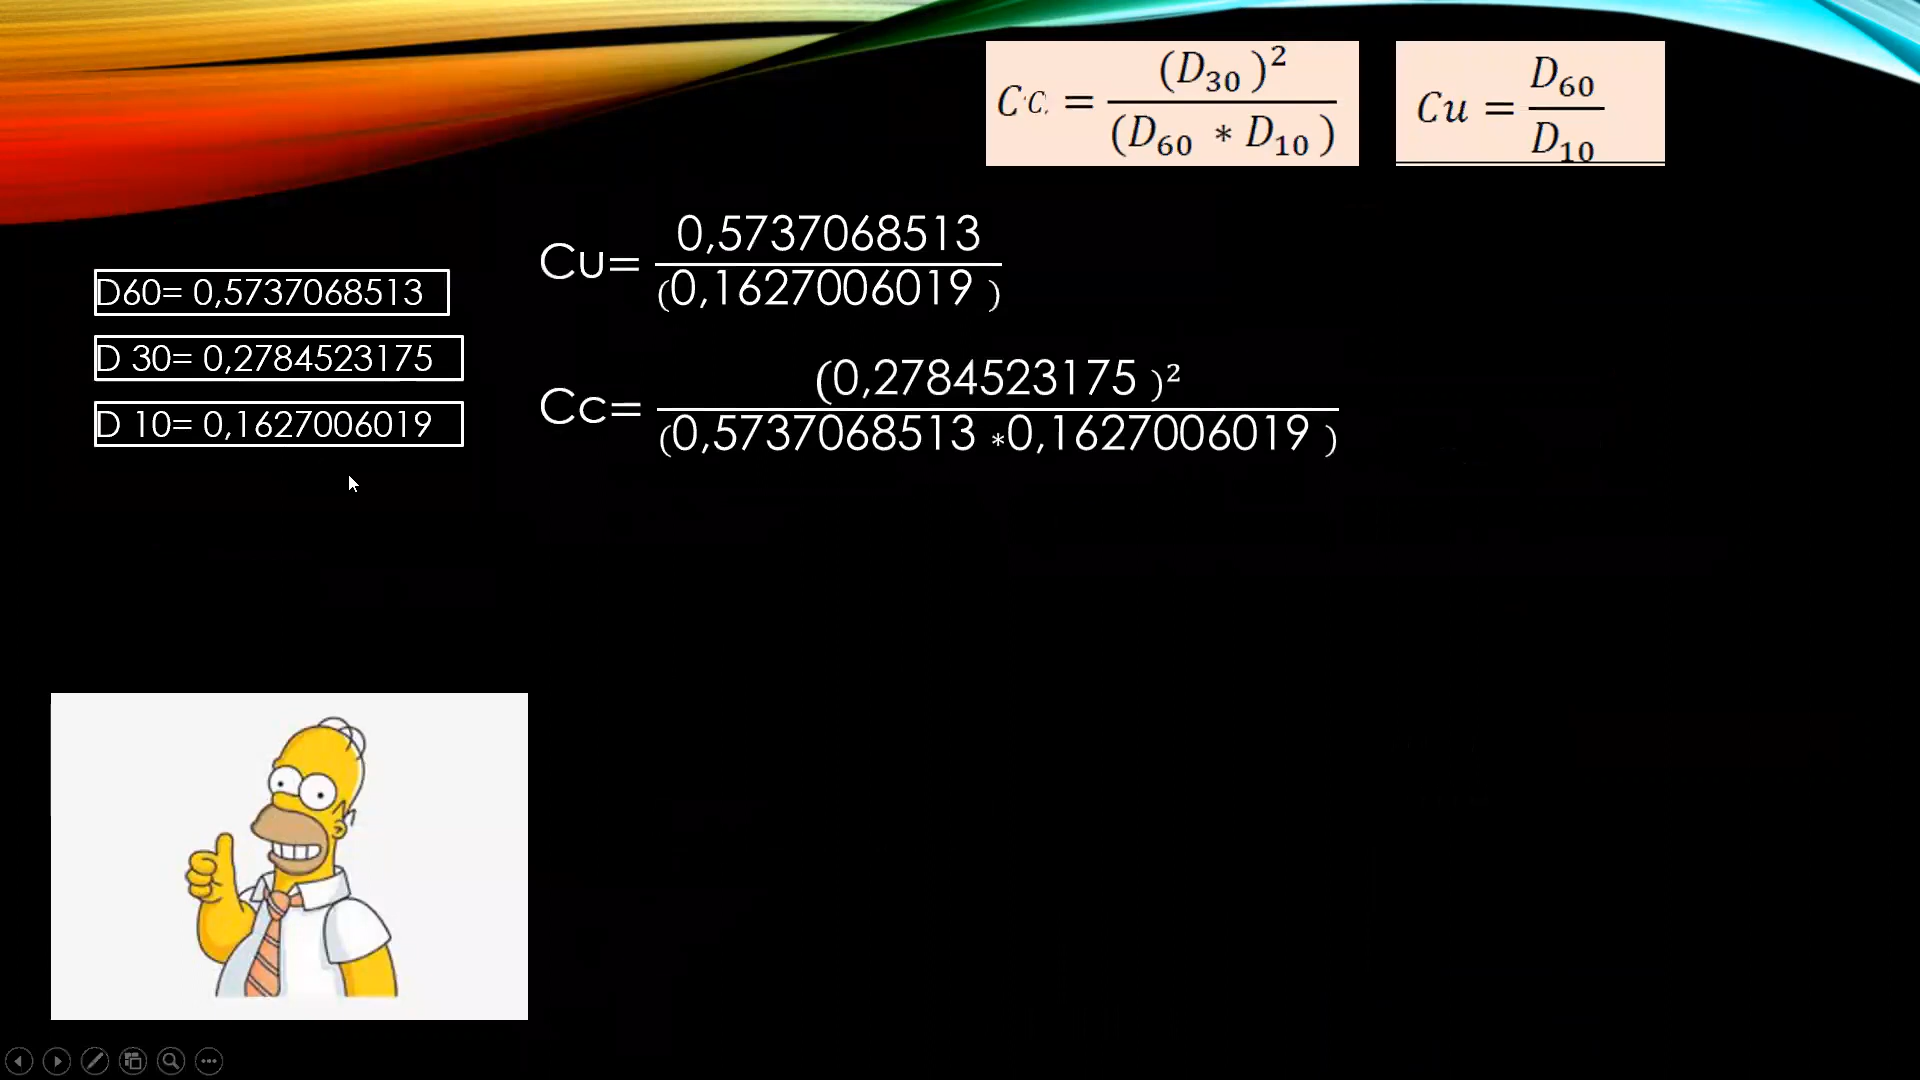 C c = (D₃₀ )² / (D₆₀ * D₁₀ )
Cu = D₆₀ / D₁₀
D60= 0,5737068513
D 30= 0,2784523175
D 10= 0,1627006019
Cu= 0,5737068513 / (0,1627006019 )
Cc= (0,2784523175 )² / (0,5737068513 *0,1627006019 )